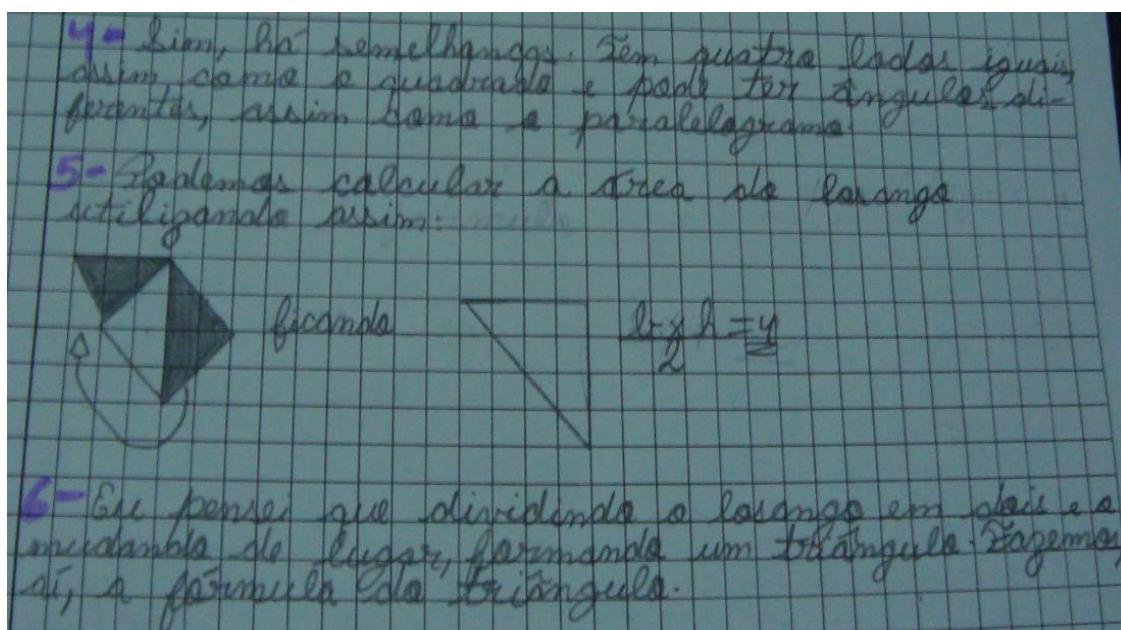 4- Sim, há semelhanças. Tem quatro lados iguais,
assim como o quadrado e pode ter ângulos di-
ferentes, assim como o paralelogramo.
5- Podemos calcular a área do losango
utilizando assim:
ficando
b x h = y
2
6- Eu pensei que dividindo o losango em dois e o
mudando de lugar, formando um triângulo. Fazemos,
aí, a fórmula do triângulo.